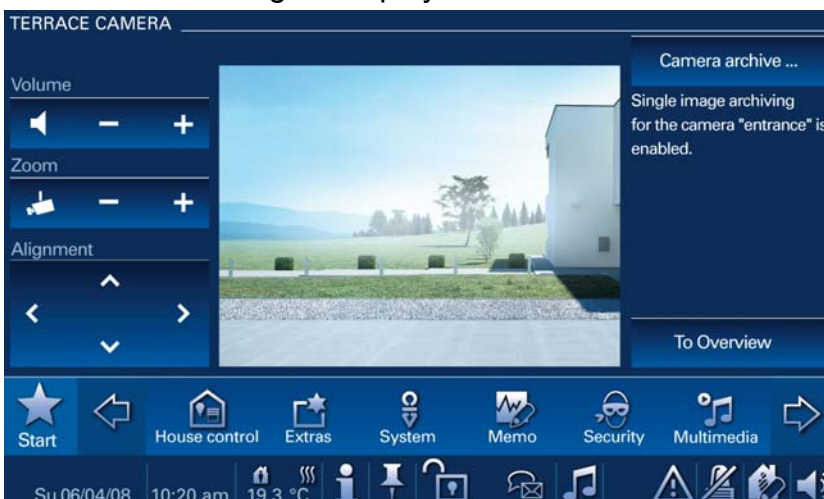 TERRACE CAMERA
Camera archive ...
Volume
Single image archiving
for the camera "entrance" is
enabled.
Zoom
Alignment
To Overview
Start
House control
Extras
System
Memo
Security
Multimedia
Su 06/04/08
10:20 am
19.3 °C